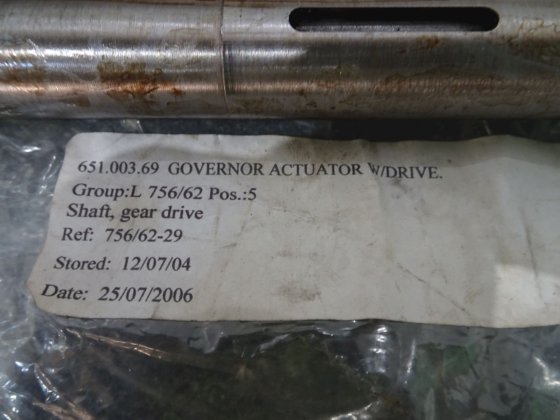 651.003.69 GOVERNOR ACTUATOR W/DRIVE.
Group:L 756/62 Pos.:5
Shaft, gear drive
Ref: 756/62-29
Stored: 12/07/04
Date: 25/07/2006